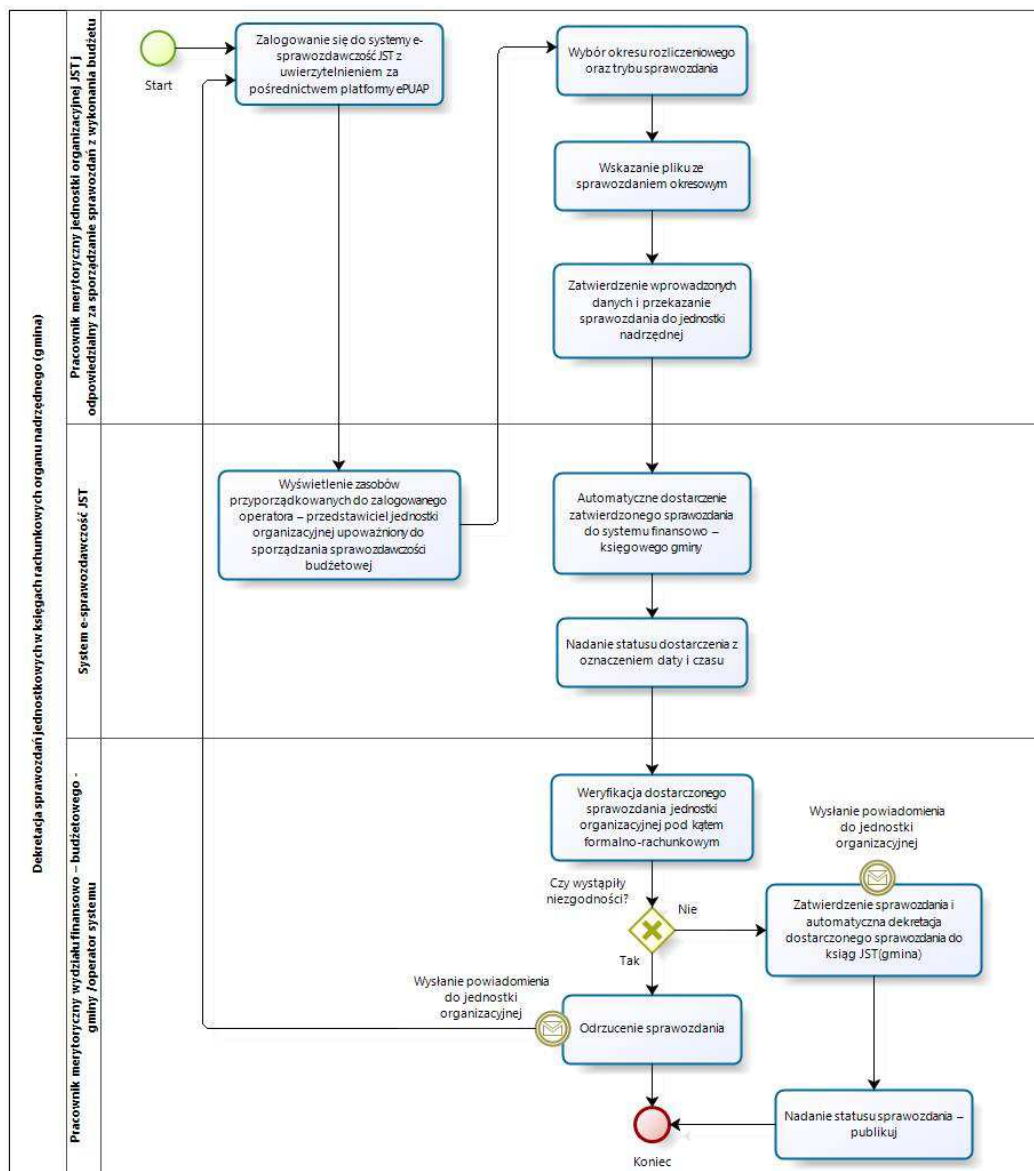 Dekretacja sprawozdań jednostkowych w księgach rachunkowych organu nadrzędnego (gmina)
Pracownik merytoryczny jednostki organizacyjnej JST j
odpowiedzialny za sporządzanie sprawozdań z wykonania budżetu
Start
Zalogowanie się do systemy e-
sprawozdawczość JST z
uwierzytelnieniem za
pośrednictwem platformy ePUAP
Wybór okresu rozliczeniowego
oraz trybu sprawozdania
Wskazanie pliku ze
sprawozdaniem okresowym
Zatwierdzenie wprowadzonych
danych i przekazanie
sprawozdania do jednostki
nadrzędnej
System e-sprawozdawczość JST
Wyświetlenie zasobów
przyporządkowanych do zalogowanego
operatora – przedstawiciel jednostki
organizacyjnej upoważniony do
sporządzania sprawozdawczości
budżetowej
Automatyczne dostarczenie
zatwierdzonego sprawozdania
do systemu finansowo –
księgowego gminy
Nadanie statusu dostarczenia z
oznaczeniem daty i czasu
Pracownik merytoryczny wydziału finansowo – budżetowego -
gminy /operator systemu
Weryfikacja dostarczonego
sprawozdania jednostki
organizacyjnej pod kątem
formalno-rachunkowym
Czy wystąpiły
niezgodności?
Nie
Tak
Wysłanie powiadomienia
do jednostki
organizacyjnej
Zatwierdzenie sprawozdania i
automatyczna dekretacja
dostarczonego sprawozdania do
ksiąg JST(gmina)
Wysłanie powiadomienia
do jednostki
organizacyjnej
Odrzucenie sprawozdania
Nadanie statusu sprawozdania –
publikuj
Koniec